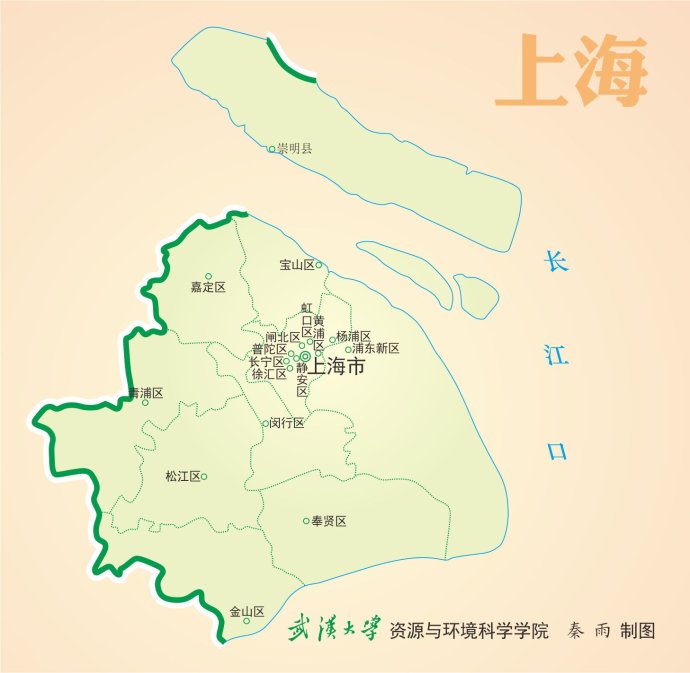 上海
崇明县
长江口
宝山区
嘉定区
虹口区
黄浦区
杨浦区
闸北区
浦东新区
普陀区
长宁区
上海市
徐汇区
静安区
青浦区
闵行区
松江区
奉贤区
金山区
武汉大学 资源与环境科学学院 秦雨 制图